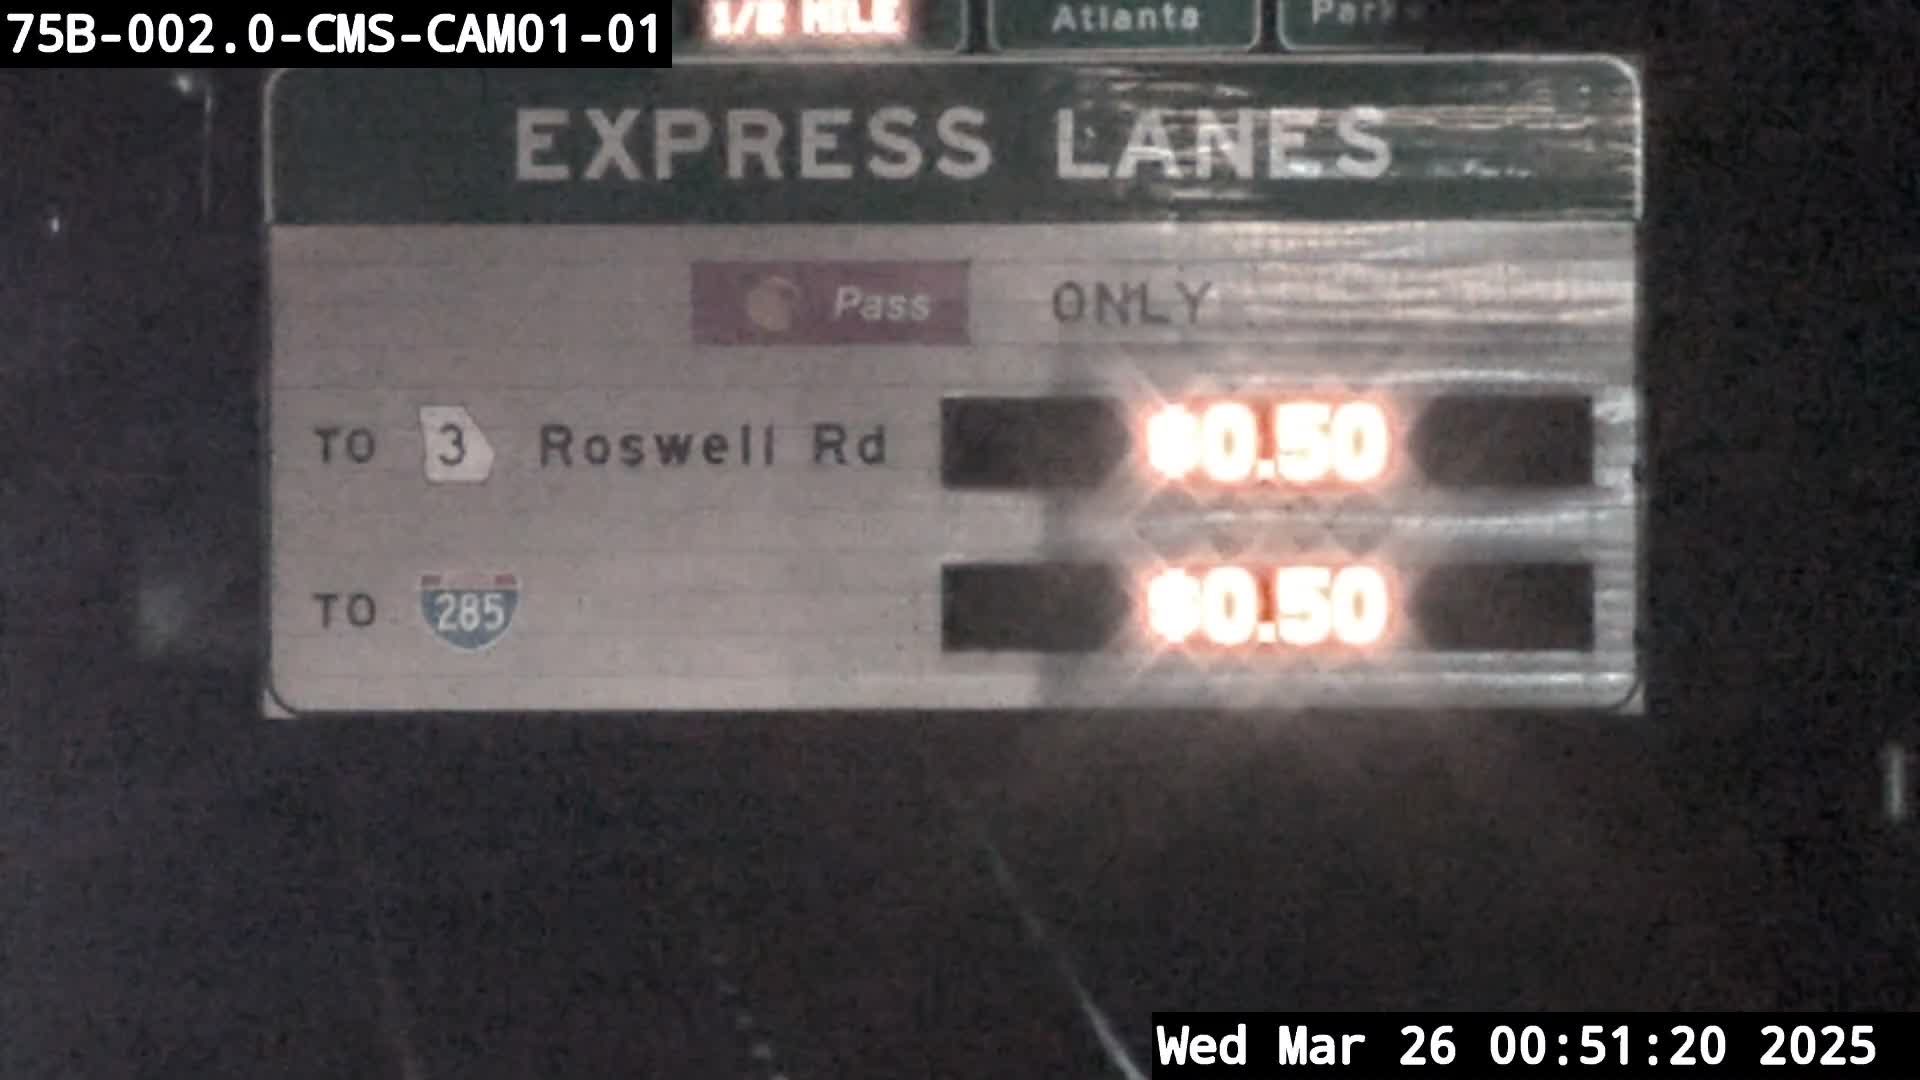 75B-002.0-CMS-CAM01-01
1/2 MILE
Atlanta
EXPRESS LANES
Pass ONLY
TO 3 Roswell Rd $0.50
TO 285 $0.50
Wed Mar 26 00:51:20 2025